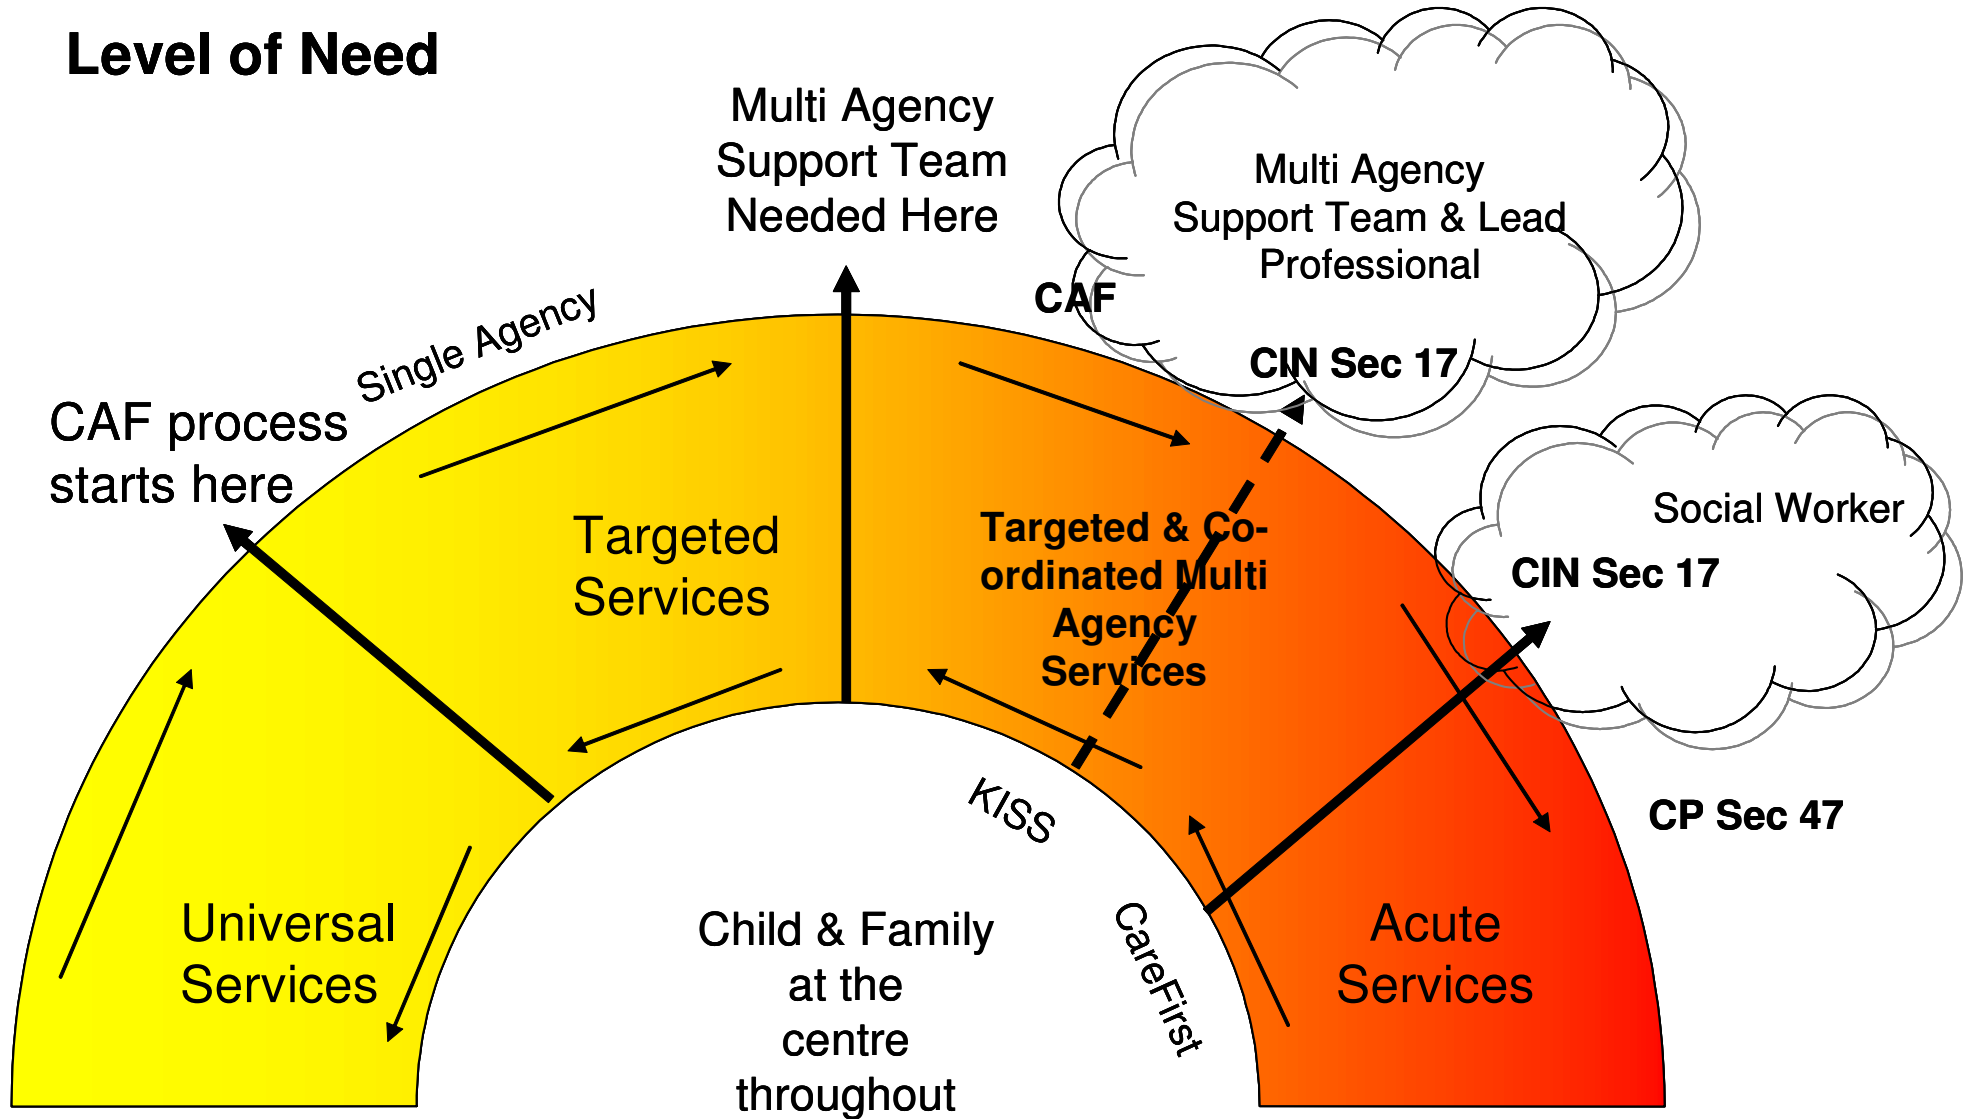 Level of Need
Multi Agency
Support Team
Needed Here
Multi Agency
Support Team & Lead
Professional
CAF
CIN Sec 17
Single Agency
CAF process
starts here
Social Worker
CIN Sec 17
Targeted
Services
Targeted & Co-
ordinated Multi
Agency
Services
CP Sec 47
KISS
CareFirst
Universal
Services
Child & Family
at the
centre
throughout
Acute
Services